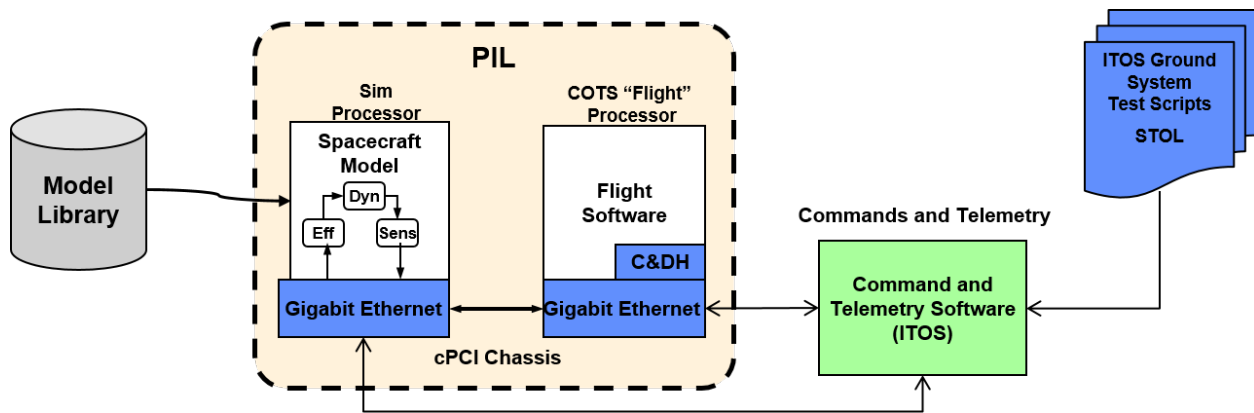 PIL
Sim
Processor
Spacecraft
Model
Dyn
Eff
Sens
Gigabit Ethernet
COTS “Flight”
Processor
Flight
Software
C&DH
Gigabit Ethernet
cPCI Chassis
Model
Library
Commands and Telemetry
Command and
Telemetry Software
(ITOS)
ITOS Ground
System
Test Scripts
STOL